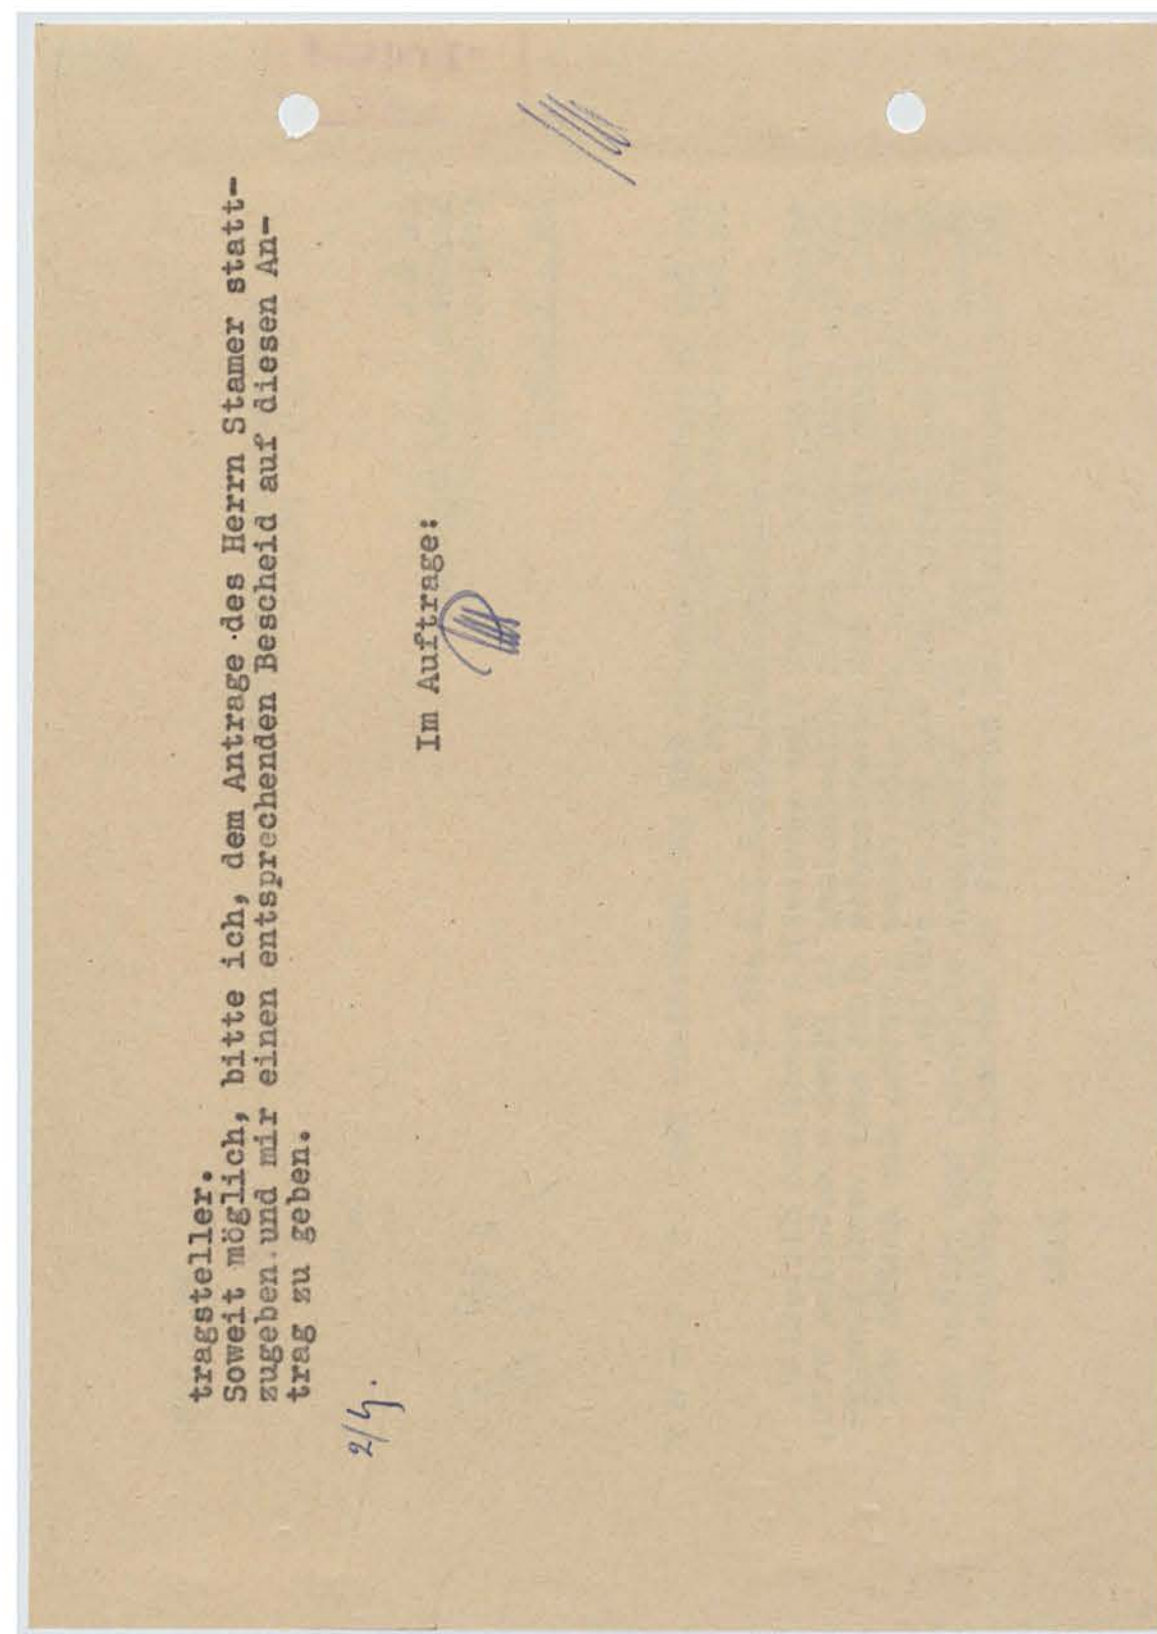 tragsteller.
Soweit möglich, bitte ich, dem Antrage des Herrn Stamer statt-
zugeben und mir einen entsprechenden Bescheid auf diesen An-
trag zu geben.
Im Auftrage: